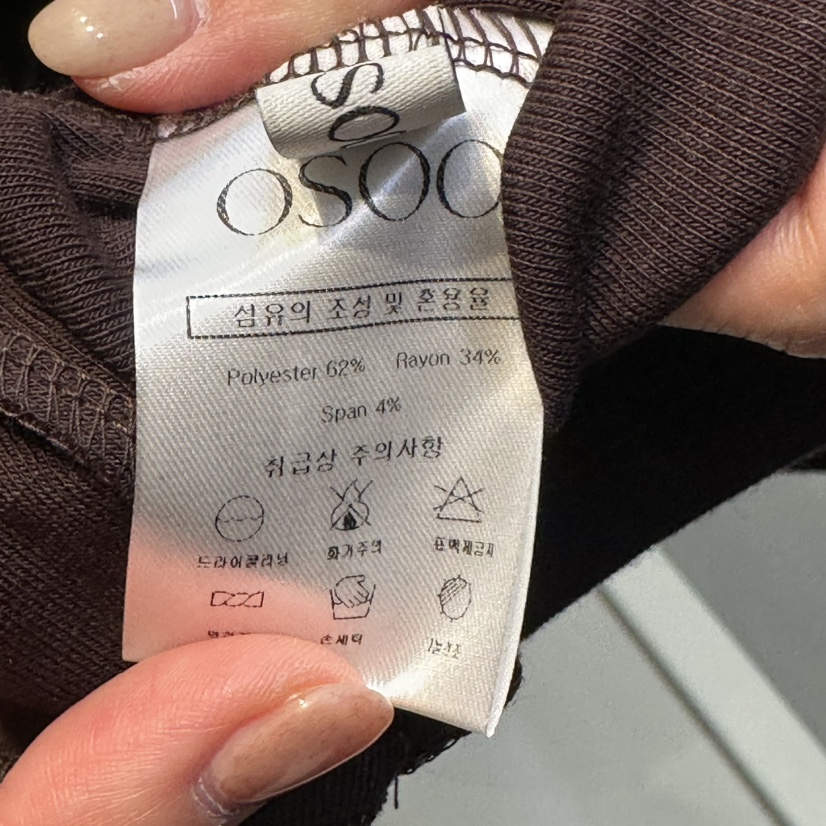 OSOO
섬유의 조성 및 혼용율
Polyester 62% Rayon 34%
Span 4%
취급상 주의사항
드라이클리닝 화기주의 표백제금지
손세탁